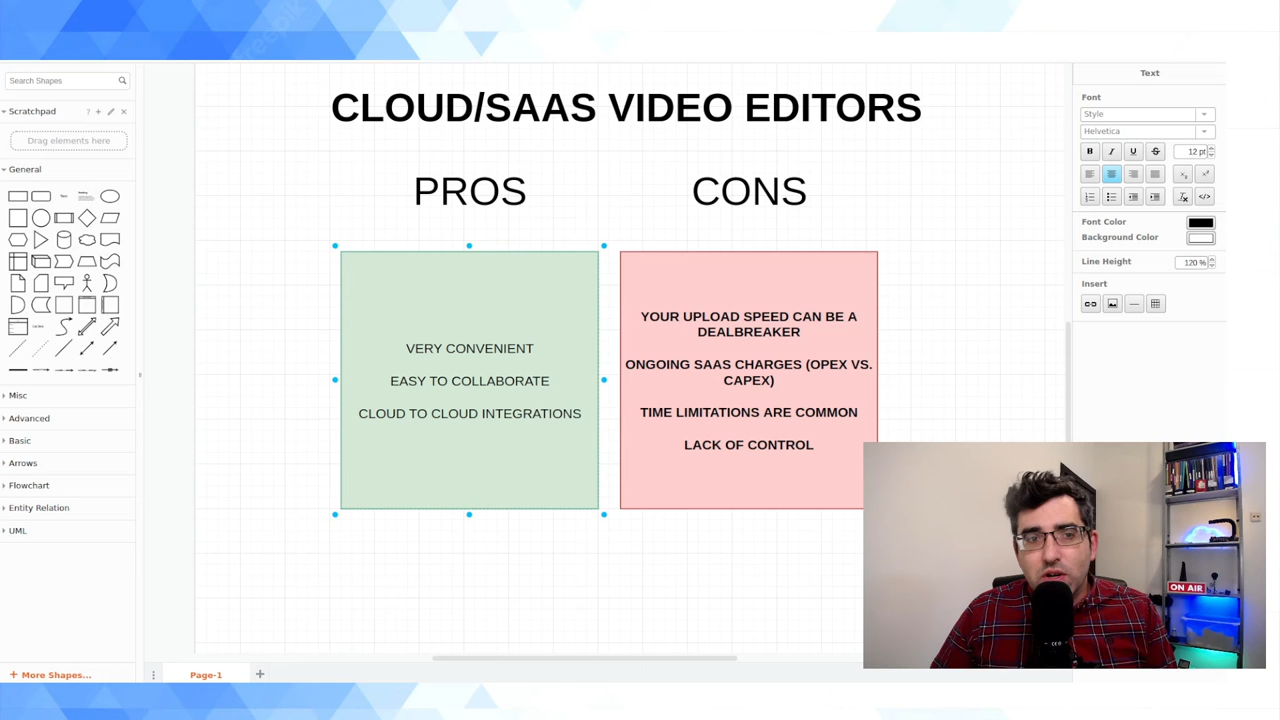 freepik
Search Shapes
Scratchpad
Drag elements here
General
Misc
Advanced
Basic
Arrows
Flowchart
Entity Relation
UML
+ More Shapes...
CLOUD/SAAS VIDEO EDITORS
PROS
CONS
VERY CONVENIENT
EASY TO COLLABORATE
CLOUD TO CLOUD INTEGRATIONS
YOUR UPLOAD SPEED CAN BE A
DEALBREAKER
ONGOING SAAS CHARGES (OPEX VS.
CAPEX)
TIME LIMITATIONS ARE COMMON
LACK OF CONTROL
Page-1
Text
Font
Style
Helvetica
B I U S 12 pt
Font Color
Background Color
Line Height 120 %
Insert
ON AIR